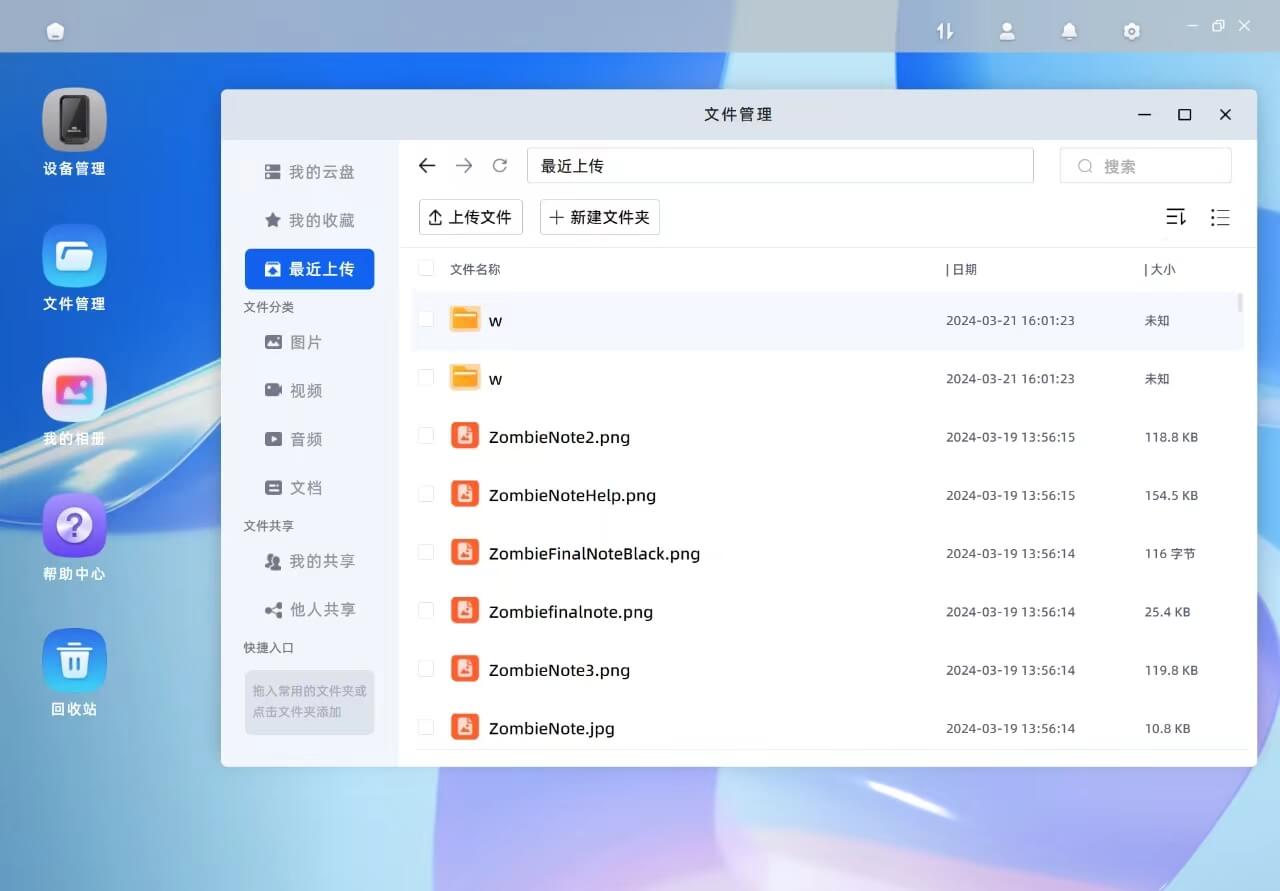 设备管理
文件管理
我的相册
帮助中心
回收站
文件管理
我的云盘
我的收藏
最近上传
文件分类
图片
视频
音频
文档
文件共享
我的共享
他人共享
快捷入口
拖入常用的文件夹或
点击文件夹添加
最近上传
搜索
上传文件
新建文件夹
文件名称 | 日期 | 大小
w 2024-03-21 16:01:23 未知
w 2024-03-21 16:01:23 未知
ZombieNote2.png 2024-03-19 13:56:15 118.8 KB
ZombieNoteHelp.png 2024-03-19 13:56:15 154.5 KB
ZombieFinalNoteBlack.png 2024-03-19 13:56:14 116 字节
Zombiefinalnote.png 2024-03-19 13:56:14 25.4 KB
ZombieNote3.png 2024-03-19 13:56:14 119.8 KB
ZombieNote.jpg 2024-03-19 13:56:14 10.8 KB